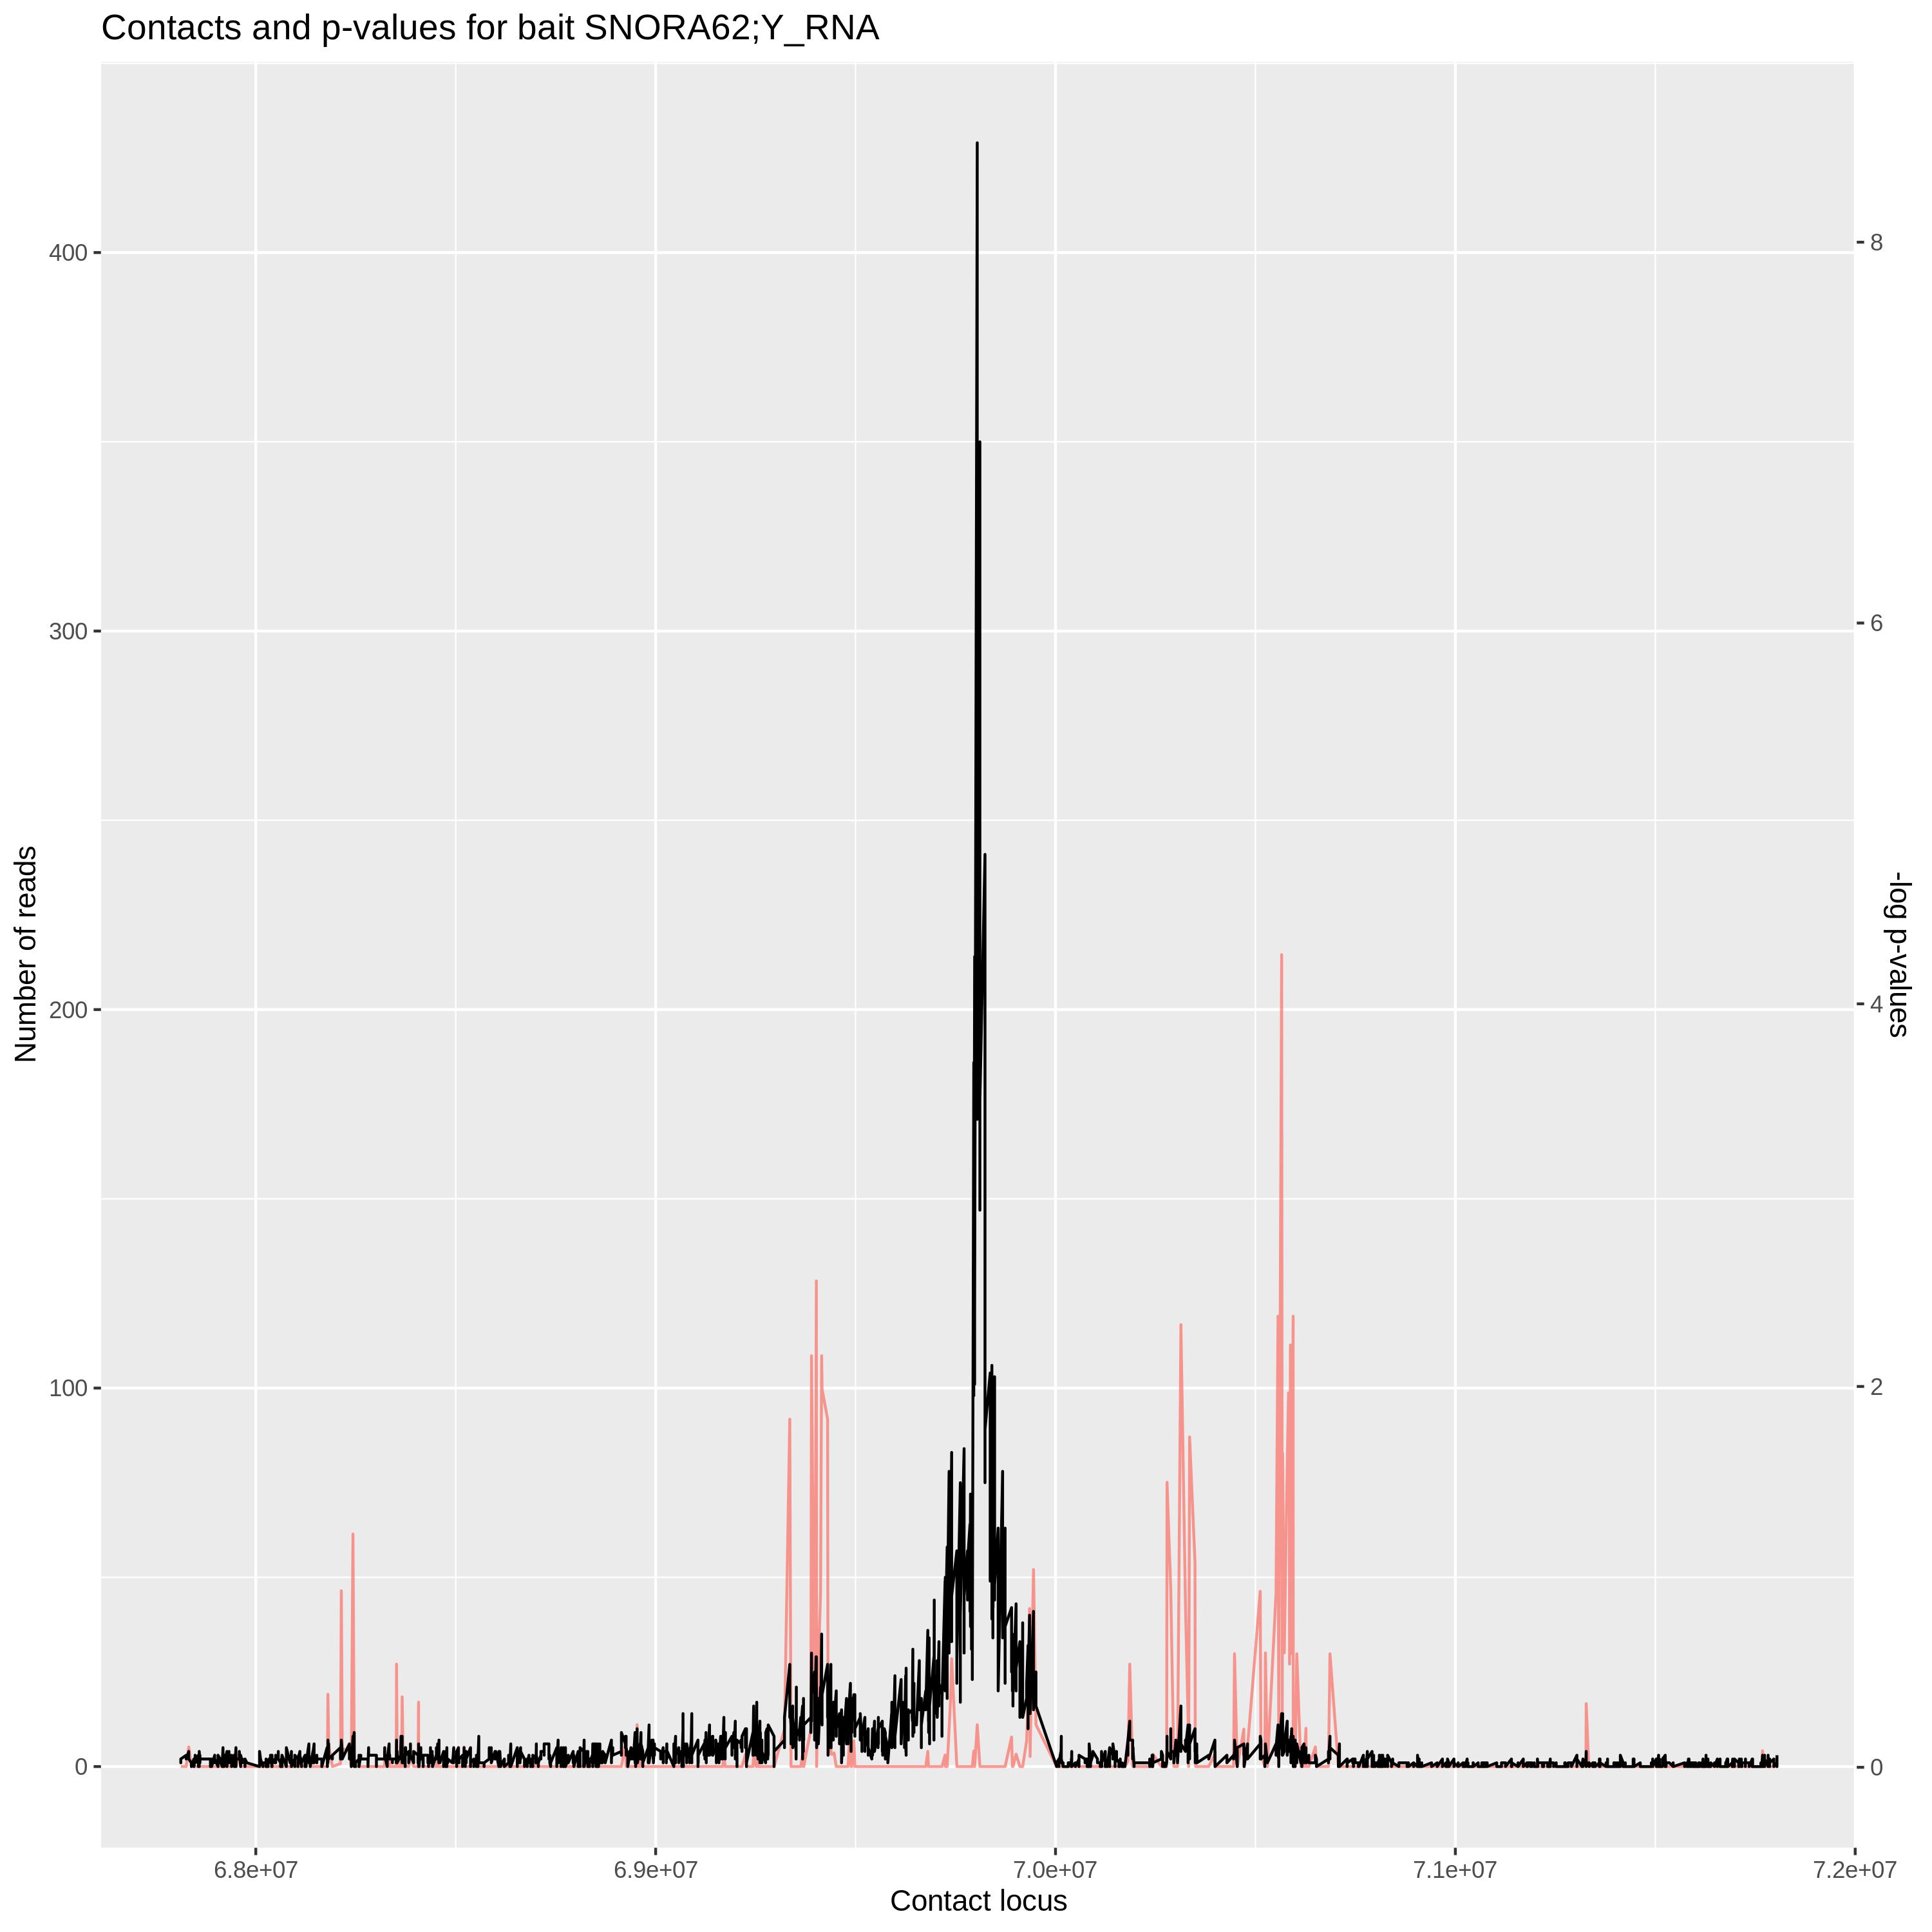 Contacts and p-values for bait SNORA62;Y_RNA
400
300
200
100
0
8
6
4
2
0
Number of reads
-log p-values
6.8e+07
6.9e+07
7.0e+07
7.1e+07
7.2e+07
Contact locus